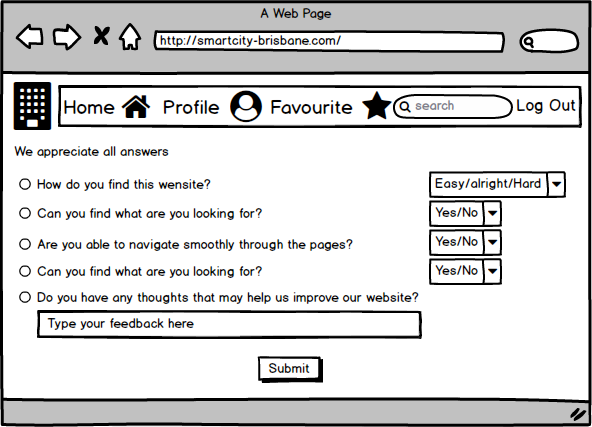 A Web Page
http://smartcity-brisbane.com/
Home Profile Favourite search Log Out
We appreciate all answers
How do you find this wensite? Easy/alright/Hard
Can you find what are you looking for? Yes/No
Are you able to navigate smoothly through the pages? Yes/No
Can you find what are you looking for? Yes/No
Do you have any thoughts that may help us improve our website?
Type your feedback here
Submit